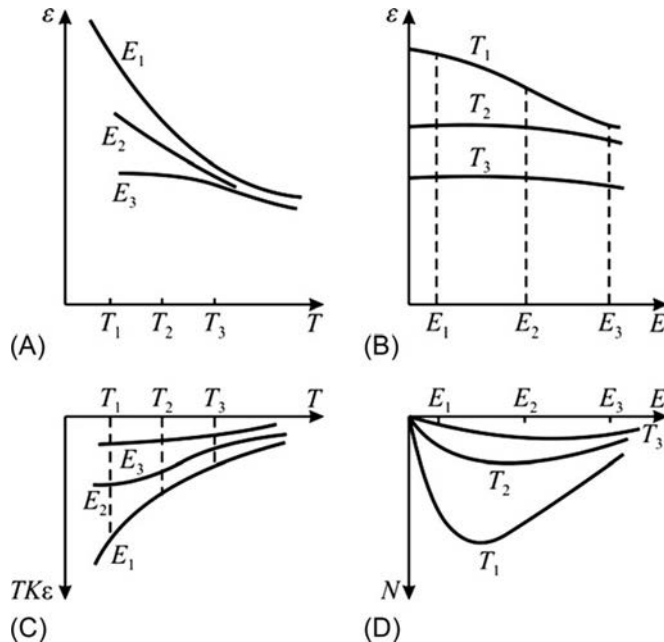 ε
E₁
E₂
E₃
T₁ T₂ T₃ T
(A)
ε
T₁
T₂
T₃
E₁ E₂ E₃ E
(B)
T₁ T₂ T₃ T
E₃
E₂
E₁
TKε
(C)
E₁ E₂ E₃ E
T₃
T₂
T₁
N
(D)